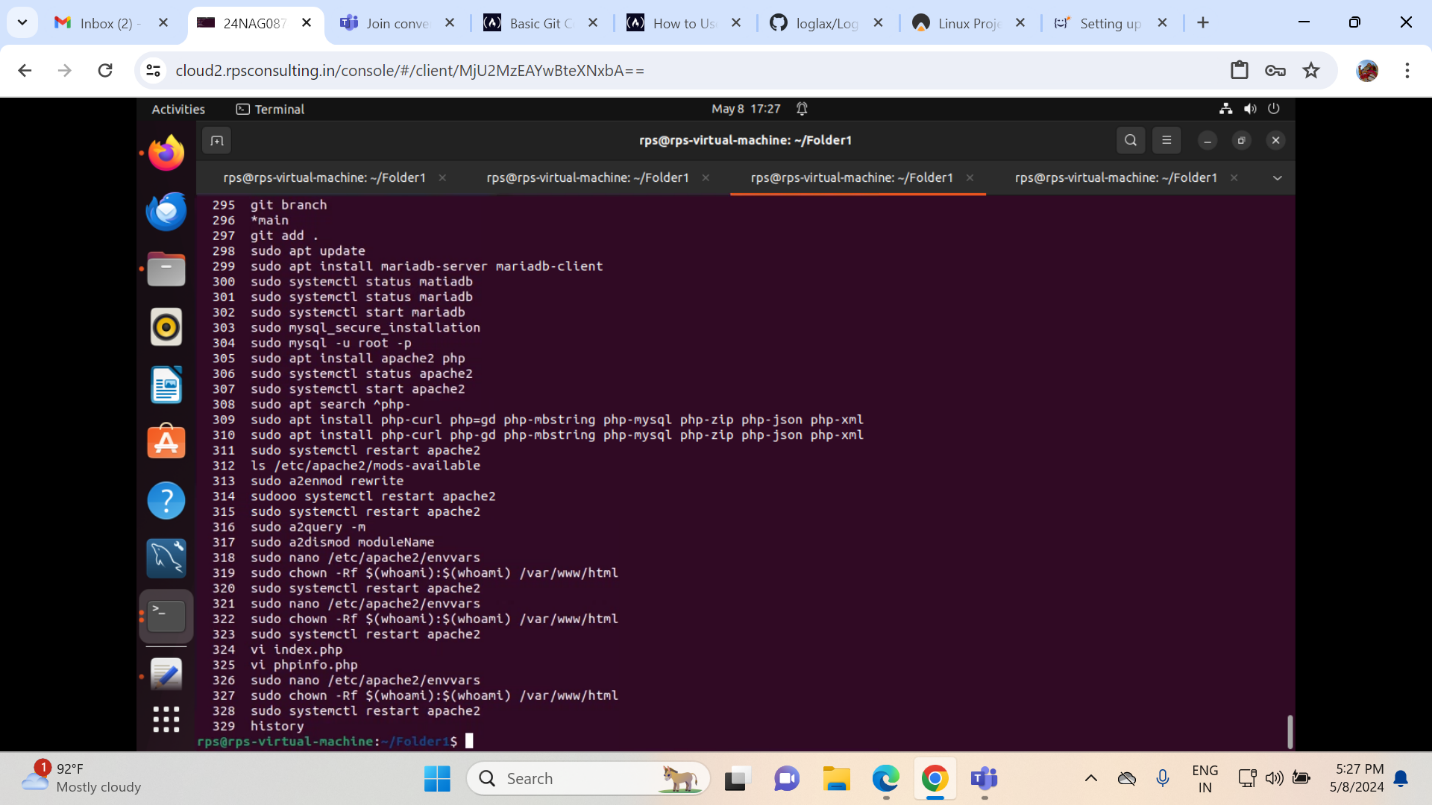 Inbox (2) -
24NAG087
Join conve
Basic Git C
How to Us
loglax/Log
Linux Proje
Setting up
cloud2.rpsconsulting.in/console/#/client/MjU2MzEAYwBteXNxbA==
Activities
Terminal
May 8 17:27
rps@rps-virtual-machine: ~/Folder1
rps@rps-virtual-machine: ~/Folder1
rps@rps-virtual-machine: ~/Folder1
rps@rps-virtual-machine: ~/Folder1
rps@rps-virtual-machine: ~/Folder1
295 git branch
296 *main
297 git add .
298 sudo apt update
299 sudo apt install mariadb-server mariadb-client
300 sudo systemctl status matiadb
301 sudo systemctl status mariadb
302 sudo systemctl start mariadb
303 sudo mysql_secure_installation
304 sudo mysql -u root -p
305 sudo apt install apache2 php
306 sudo systemctl status apache2
307 sudo systemctl start apache2
308 sudo apt search ^php-
309 sudo apt install php-curl php=gd php-mbstring php-mysql php-zip php-json php-xml
310 sudo apt install php-curl php-gd php-mbstring php-mysql php-zip php-json php-xml
311 sudo systemctl restart apache2
312 ls /etc/apache2/mods-available
313 sudo a2enmod rewrite
314 sudooo systemctl restart apache2
315 sudo systemctl restart apache2
316 sudo a2query -m
317 sudo a2dismod moduleName
318 sudo nano /etc/apache2/envvars
319 sudo chown -Rf $(whoami):$(whoami) /var/www/html
320 sudo systemctl restart apache2
321 sudo nano /etc/apache2/envvars
322 sudo chown -Rf $(whoami):$(whoami) /var/www/html
323 sudo systemctl restart apache2
324 vi index.php
325 vi phpinfo.php
326 sudo nano /etc/apache2/envvars
327 sudo chown -Rf $(whoami):$(whoami) /var/www/html
328 sudo systemctl restart apache2
329 history
rps@rps-virtual-machine:~/Folder1$
1
92°F
Mostly cloudy
Search
ENG
IN
5:27 PM
5/8/2024